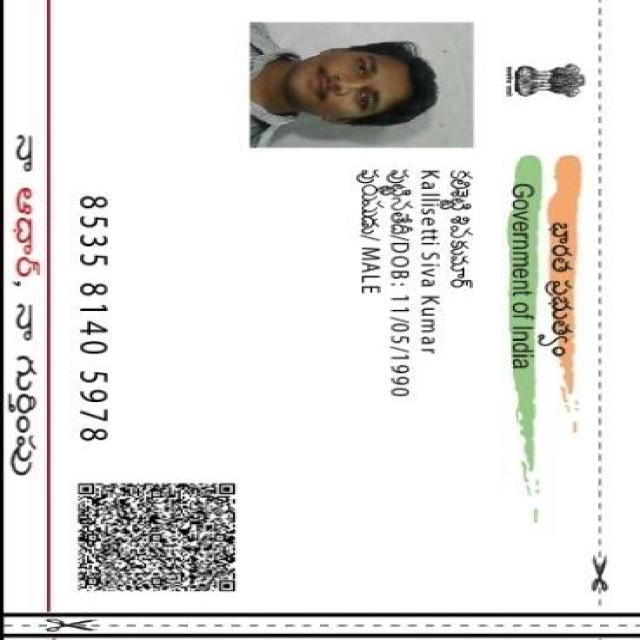 భారత ప్రభుత్వం
Government of India
కల్లిశెట్టి శివకుమార్
Kallisetti Siva Kumar
పుట్టినతేదీ/DOB: 11/05/1990
పురుషుడు/ MALE
8535 8140 5978
నా ఆధార్, నా గుర్తింపు